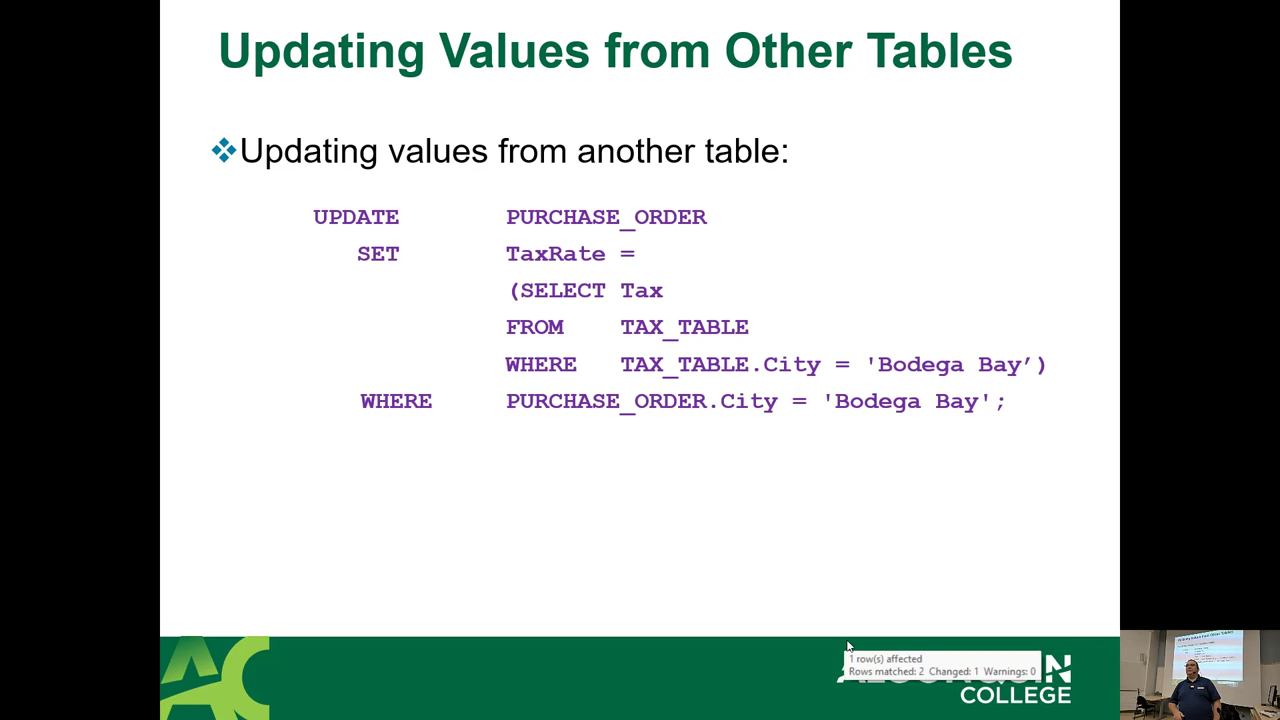 Updating Values from Other Tables
Updating values from another table:
UPDATE PURCHASE_ORDER
SET TaxRate =
(SELECT Tax
FROM TAX_TABLE
WHERE TAX_TABLE.City = 'Bodega Bay’)
WHERE PURCHASE_ORDER.City = 'Bodega Bay';
1 row(s) affected
Rows matched: 2 Changed: 1 Warnings: 0
COLLEGE
AC